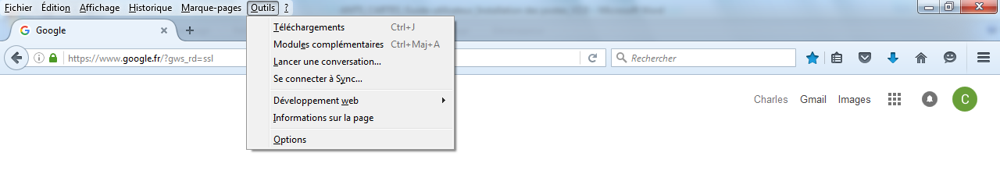 Fichier Édition Affichage Historique Marque-pages Outils ?
Google
https://www.google.fr/?gws_rd=ssl
Rechercher
Téléchargements Ctrl+J
Modules complémentaires Ctrl+Maj+A
Lancer une conversation...
Se connecter à Sync...
Développement web
Informations sur la page
Options
Charles Gmail Images C